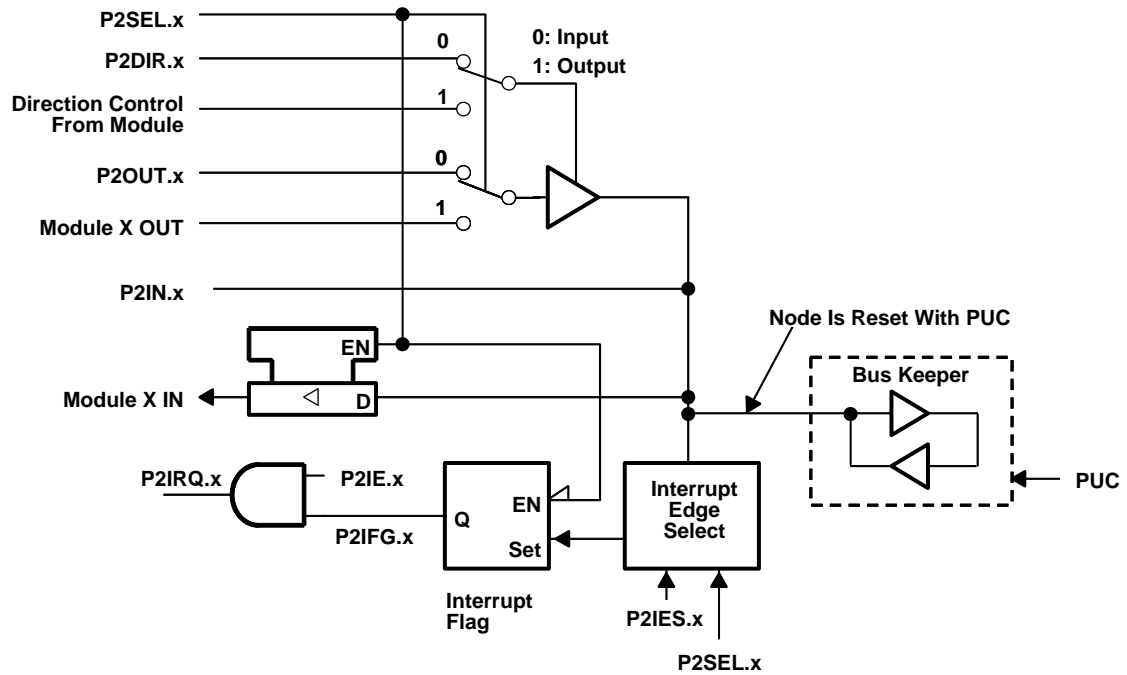 P2SEL.x
0
P2DIR.x
0: Input
1: Output
1
Direction Control
From Module
0
P2OUT.x
1
Module X OUT
P2IN.x
Node Is Reset With PUC
EN
Bus Keeper
Module X IN
D
P2IRQ.x
P2IE.x
Interrupt
Edge
Select
PUC
EN
Q
P2IFG.x
Set
Interrupt
Flag
P2IES.x
P2SEL.x